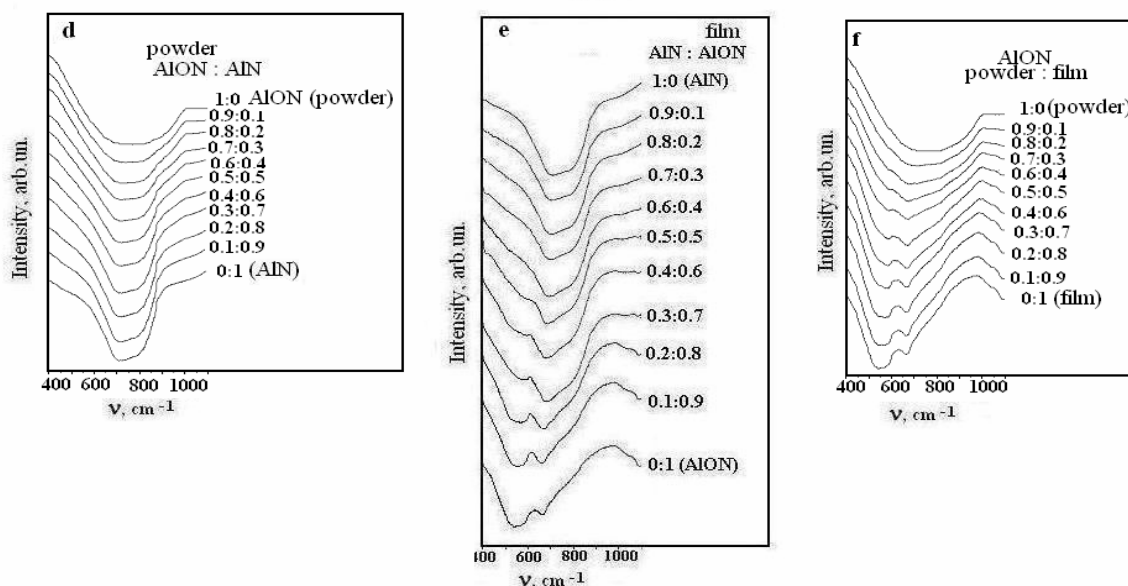 d
powder
AlON : AlN
1:0 AlON (powder)
0.9:0.1
0.8:0.2
0.7:0.3
0.6:0.4
0.5:0.5
0.4:0.6
0.3:0.7
0.2:0.8
0.1:0.9
0:1 (AlN)
Intensity, arb.un.
400 600 800 1000
ν, cm-1
e
film
AlN : AlON
1:0 (AlN)
0.9:0.1
0.8:0.2
0.7:0.3
0.6:0.4
0.5:0.5
0.4:0.6
0.3:0.7
0.2:0.8
0.1:0.9
0:1 (AlON)
Intensity, arb.un.
400 600 800 1000
ν, cm-1
f
AlON
powder : film
1:0 (powder)
0.9:0.1
0.8:0.2
0.7:0.3
0.6:0.4
0.5:0.5
0.4:0.6
0.3:0.7
0.2:0.8
0.1:0.9
0:1 (film)
Intensity, arb.un.
400 600 800 1000
ν, cm-1